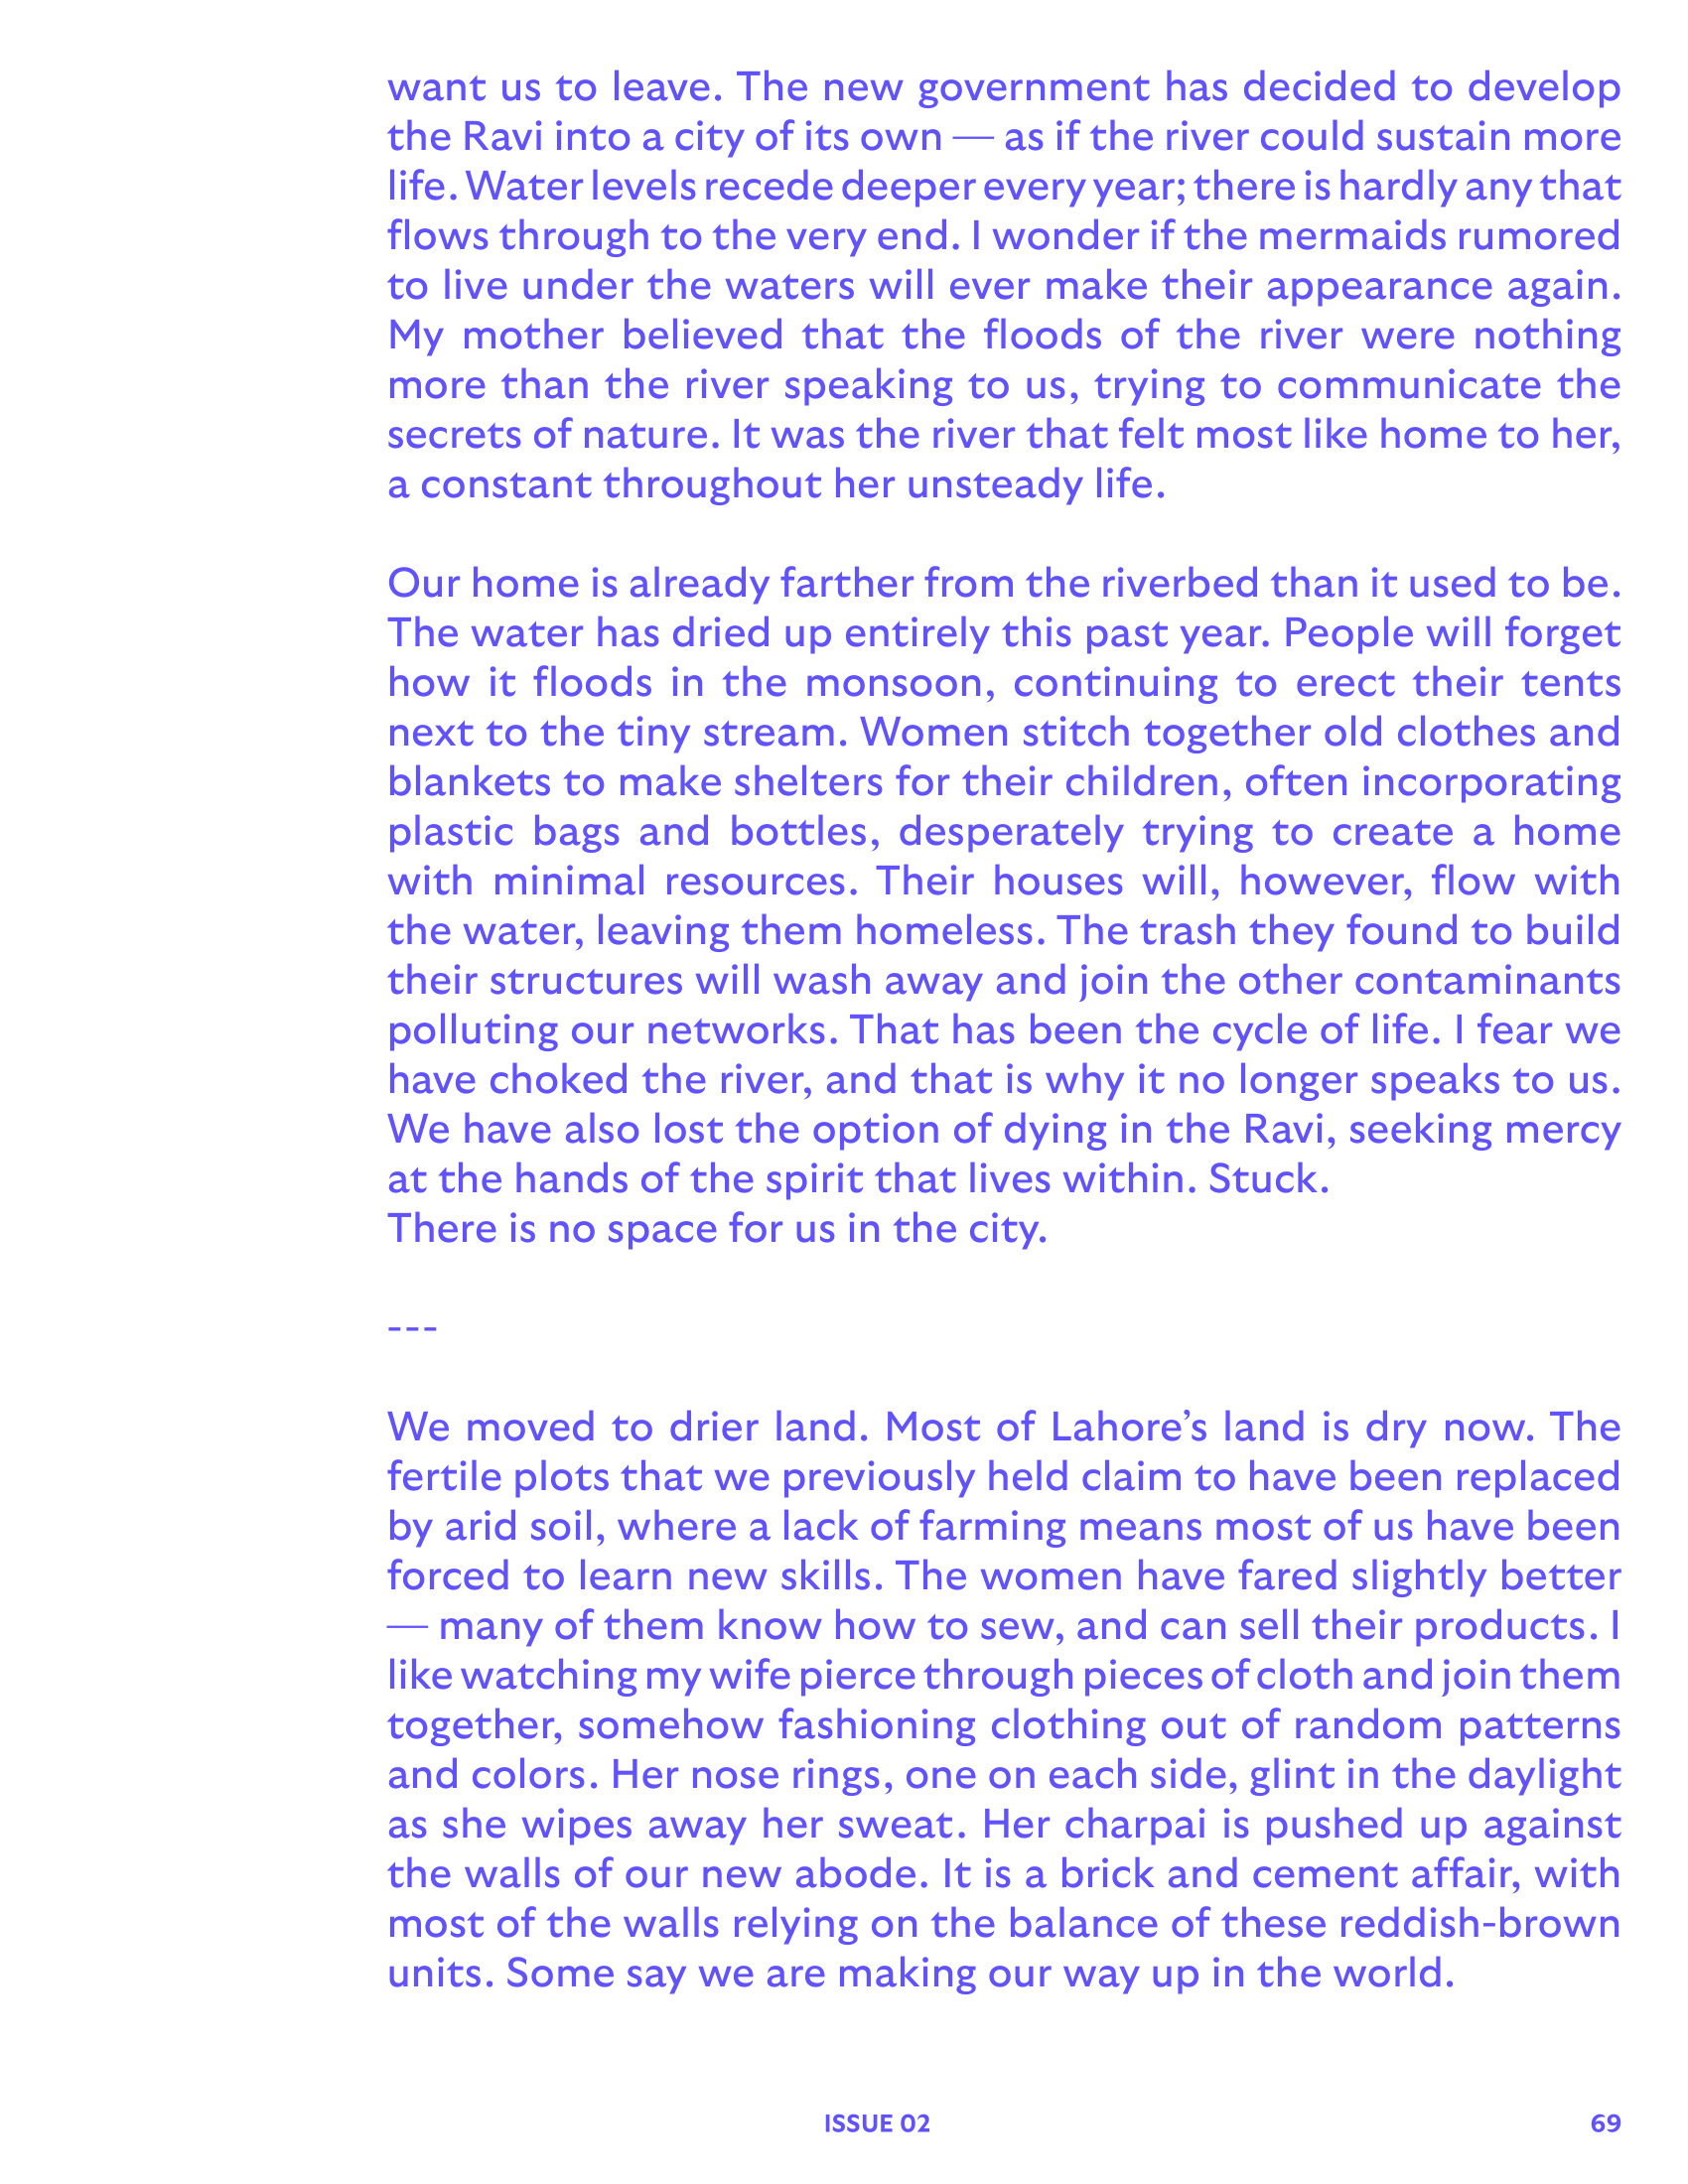 want us to leave. The new government has decided to develop
the Ravi into a city of its own — as if the river could sustain more
life. Water levels recede deeper every year; there is hardly any that
flows through to the very end. I wonder if the mermaids rumored
to live under the waters will ever make their appearance again.
My mother believed that the floods of the river were nothing
more than the river speaking to us, trying to communicate the
secrets of nature. It was the river that felt most like home to her,
a constant throughout her unsteady life.
Our home is already farther from the riverbed than it used to be.
The water has dried up entirely this past year. People will forget
how it floods in the monsoon, continuing to erect their tents
next to the tiny stream. Women stitch together old clothes and
blankets to make shelters for their children, often incorporating
plastic bags and bottles, desperately trying to create a home
with minimal resources. Their houses will, however, flow with
the water, leaving them homeless. The trash they found to build
their structures will wash away and join the other contaminants
polluting our networks. That has been the cycle of life. I fear we
have choked the river, and that is why it no longer speaks to us.
We have also lost the option of dying in the Ravi, seeking mercy
at the hands of the spirit that lives within. Stuck.
There is no space for us in the city.
---
We moved to drier land. Most of Lahore’s land is dry now. The
fertile plots that we previously held claim to have been replaced
by arid soil, where a lack of farming means most of us have been
forced to learn new skills. The women have fared slightly better
— many of them know how to sew, and can sell their products. I
like watching my wife pierce through pieces of cloth and join them
together, somehow fashioning clothing out of random patterns
and colors. Her nose rings, one on each side, glint in the daylight
as she wipes away her sweat. Her charpai is pushed up against
the walls of our new abode. It is a brick and cement affair, with
most of the walls relying on the balance of these reddish-brown
units. Some say we are making our way up in the world.
ISSUE 02
69